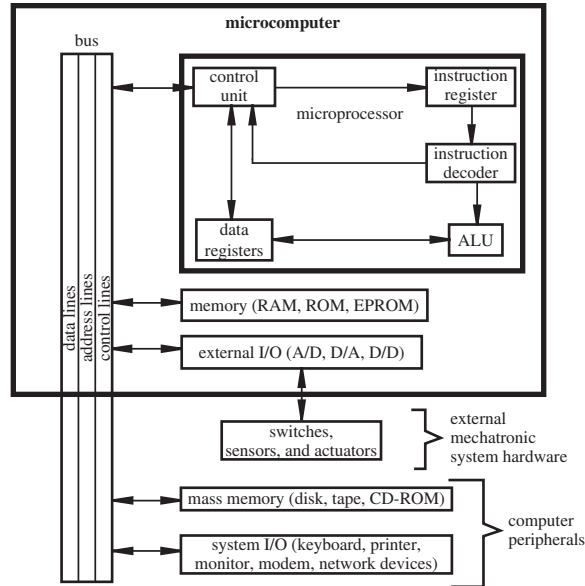 microcomputer
bus
control
unit
instruction
register
microprocessor
instruction
decoder
data
registers
ALU
data lines
address lines
control lines
memory (RAM, ROM, EPROM)
external I/O (A/D, D/A, D/D)
switches,
sensors, and actuators
external
mechatronic
system hardware
mass memory (disk, tape, CD-ROM)
computer
peripherals
system I/O (keyboard, printer,
monitor, modem, network devices)